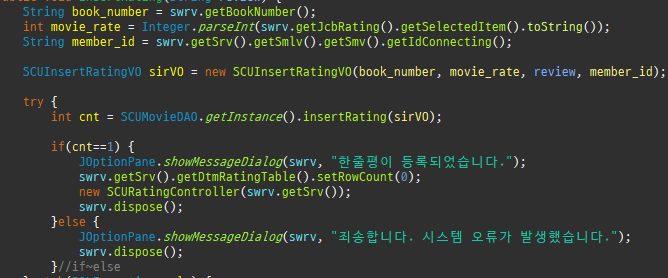 String book_number = swrv.getBookNumber();
int movie_rate = Integer.parseInt(swrv.getJcbRating().getSelectedItem().toString());
String member_id = swrv.getSrv().getSmlv().getSmv().getIdConnecting();
SCUInsertRatingVO sirVO = new SCUInsertRatingVO(book_number, movie_rate, review, member_id);
try {
int cnt = SCUMovieDAO.getInstance().insertRating(sirVO);
if(cnt==1) {
JOptionPane.showMessageDialog(swrv, "한줄평이 등록되었습니다.");
swrv.getSrv().getDtmRatingTable().setRowCount(0);
new SCURatingController(swrv.getSrv());
swrv.dispose();
}else {
JOptionPane.showMessageDialog(swrv, "죄송합니다. 시스템 오류가 발생했습니다.");
swrv.dispose();
}//if~else